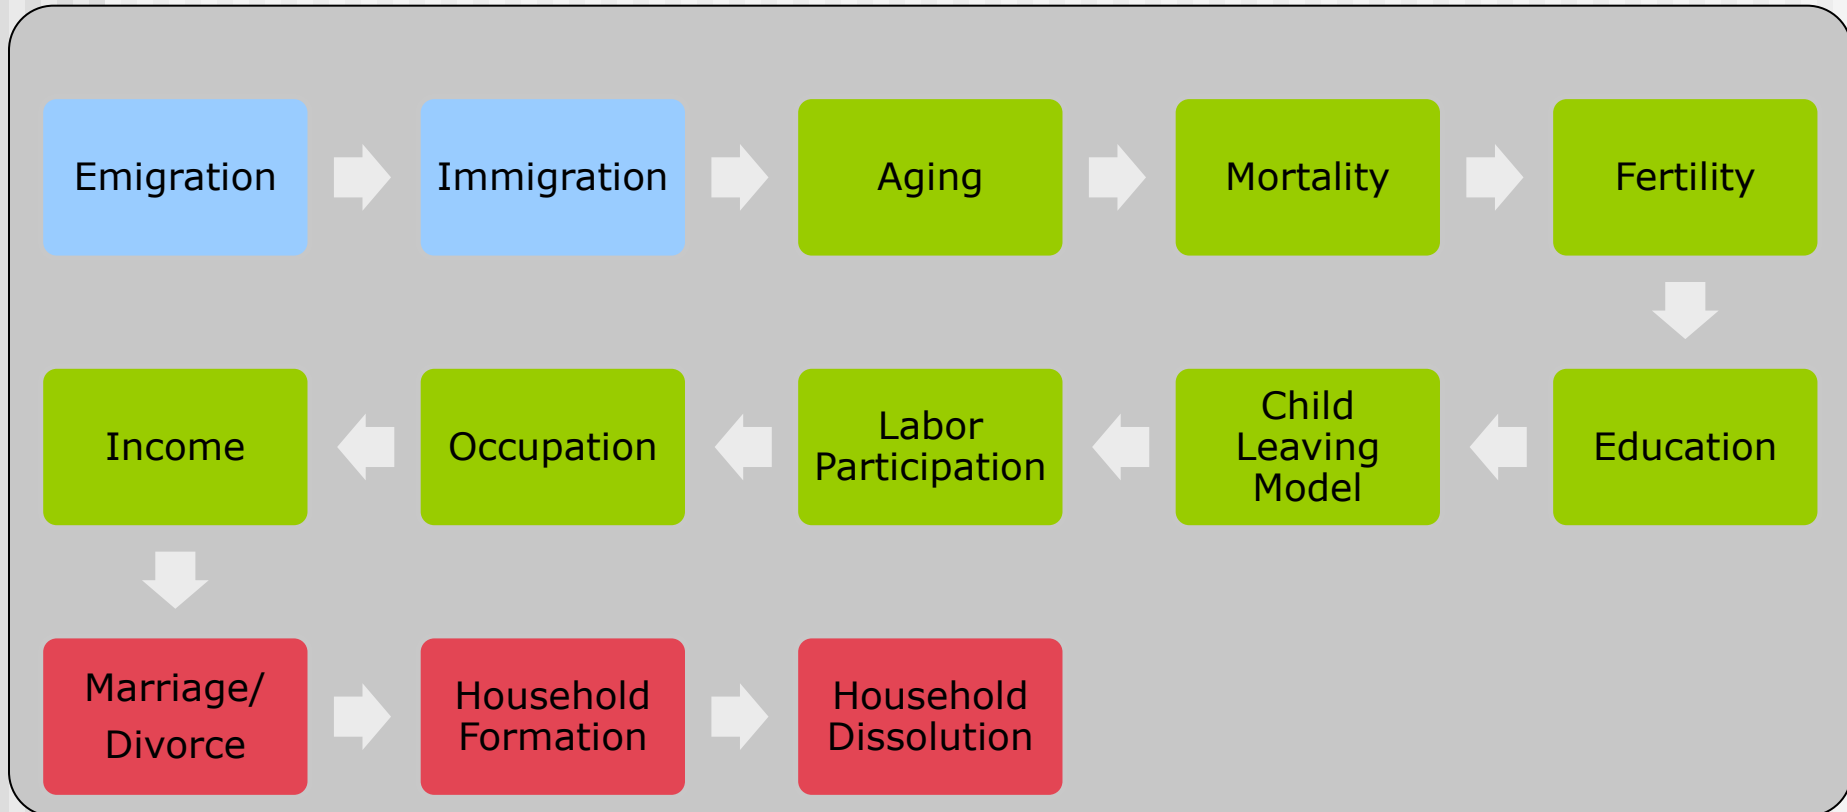 Emigration
Immigration
Aging
Mortality
Fertility
Education
Child
Leaving
Model
Labor
Participation
Occupation
Income
Marriage/
Divorce
Household
Formation
Household
Dissolution